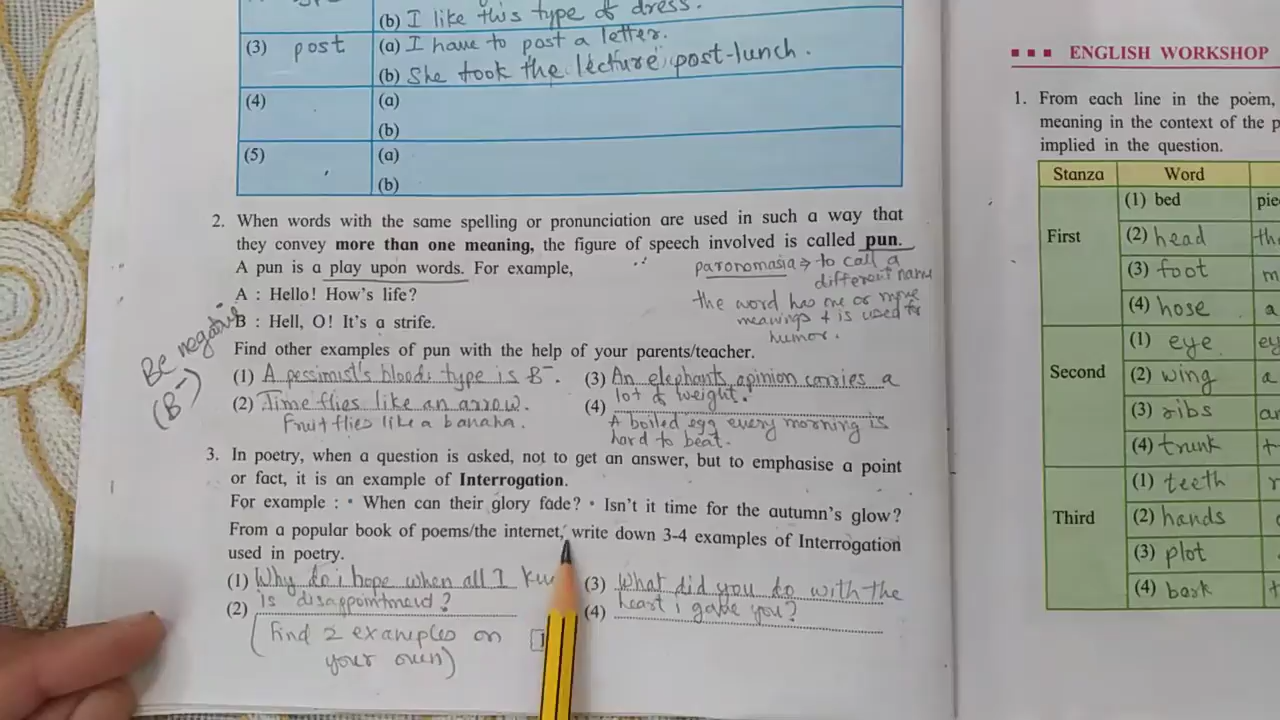 (b) I like this type of dress.
(3) post (a) I have to post a letter.
(b) She took the lecture post-lunch.
(4) (a)
(b)
(5) (a)
(b)
2. When words with the same spelling or pronunciation are used in such a way that
they convey more than one meaning, the figure of speech involved is called pun.
A pun is a play upon words. For example,
paronomasia → to call a
different name
the word has one or more
meanings & is used for
humor.
A : Hello! How's life?
B : Hell, O! It's a strife.
Be negative
(B-)
Find other examples of pun with the help of your parents/teacher.
(1) A pessimist's blood type is B-.
(2) Time flies like an arrow.
Fruit flies like a banana.
(3) An elephants opinion carries a
lot of weight.
(4)
A boiled egg every morning is
hard to beat.
3. In poetry, when a question is asked, not to get an answer, but to emphasise a point
or fact, it is an example of Interrogation.
For example : • When can their glory fade? • Isn't it time for the autumn's glow?
From a popular book of poems/the internet, write down 3-4 examples of Interrogation
used in poetry.
(1) Why do i hope when all I
is disappointment?
(2)
(Find 2 examples on
your own)
(3) What did you do with the
heart i gave you?
(4)
ENGLISH WORKSHOP
1. From each line in the poem,
meaning in the context of the
implied in the question.
Stanza Word
First (1) bed
(2) head
(3) foot
(4) hose
Second (1) eye
(2) wing
(3) ribs
(4) trunk
Third (1) teeth
(2) hands
(3) plot
(4) bark